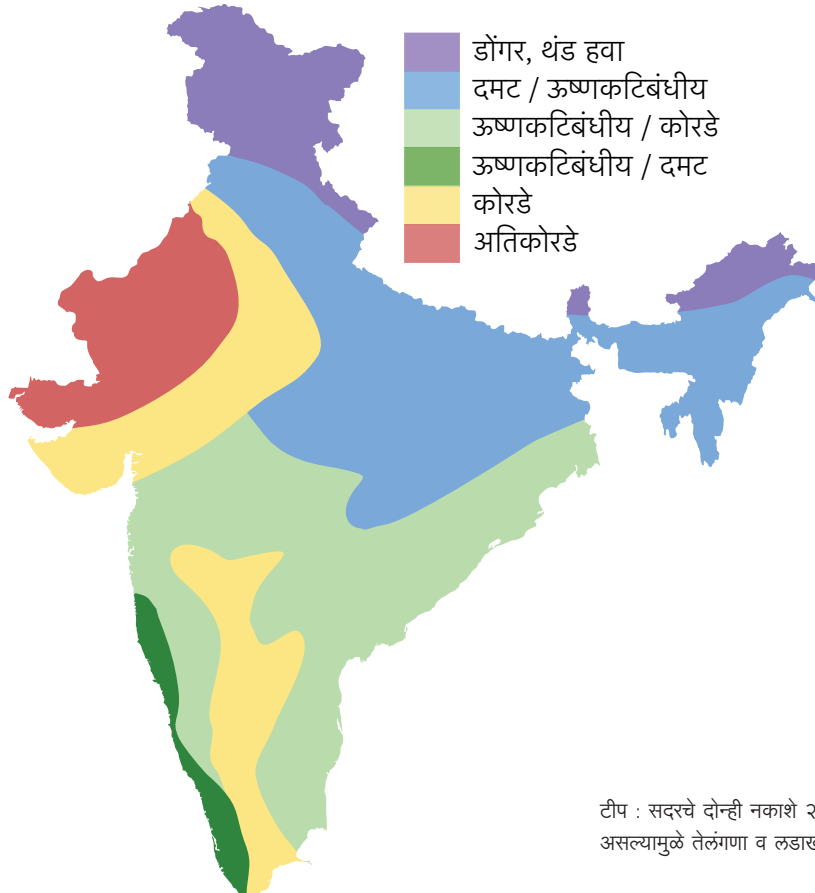 डोंगर, थंड हवा
दमट / ऊष्णकटिबंधीय
ऊष्णकटिबंधीय / कोरडे
ऊष्णकटिबंधीय / दमट
कोरडे
अतिकोरडे
टीप : सदरचे दोन्ही नकाशे
असल्यामुळे तेलंगणा व